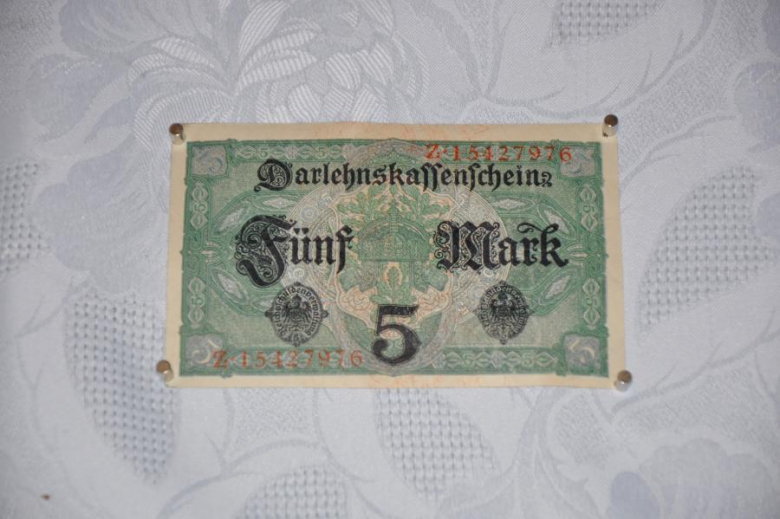 Z·15427976
Darlehnskassenschein
Fünf Mark
5
Z·15427976